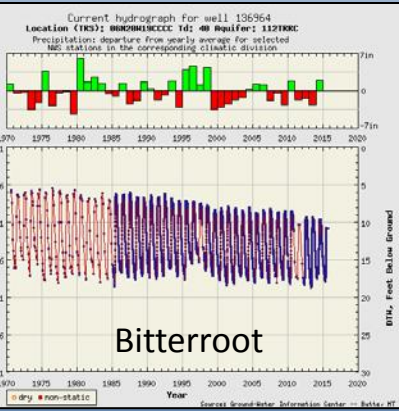 Current hydrograph for well 136964
Location (TRS): 06N20W19CCCC Td: 40 Aquifer: 112TRRC
Precipitation: departure from yearly average for selected
NWS stations in the corresponding climatic division
7in
0
-7in
1970 1975 1980 1985 1990 1995 2000 2005 2010 2015 2020
0
5
10
15
20
25
30
DTW, Feet Below Ground
Bitterroot
1970 1975 1980 1985 1990 1995 2000 2005 2010 2015 2020
Year
dry non-static
Source: Ground-Water Information Center -- Butte, MT